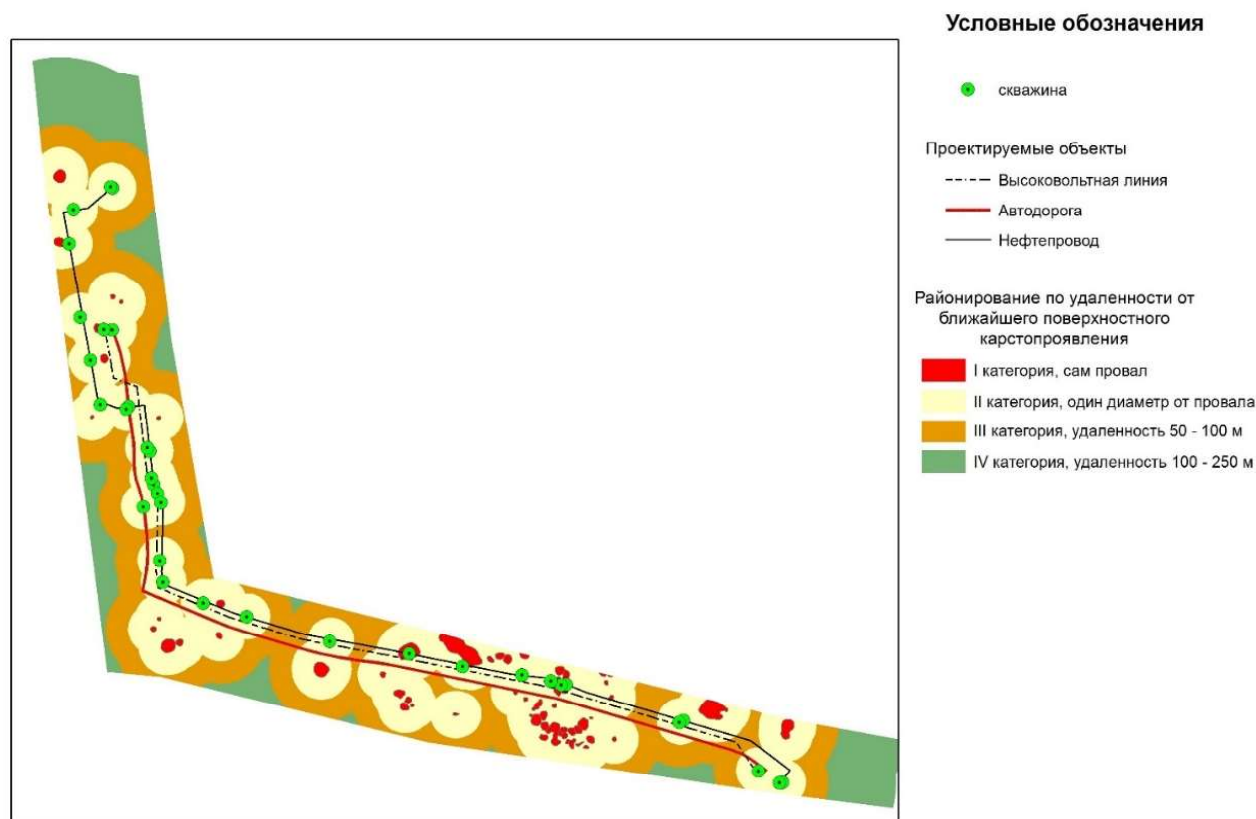 Условные обозначения
скважина
Проектируемые объекты
Высоковольтная линия
Автодорога
Нефтепровод
Районирование по удаленности от
ближайшего поверхностного
карстопроявления
I категория, сам провал
II категория, один диаметр от провала
III категория, удаленность 50 - 100 м
IV категория, удаленность 100 - 250 м